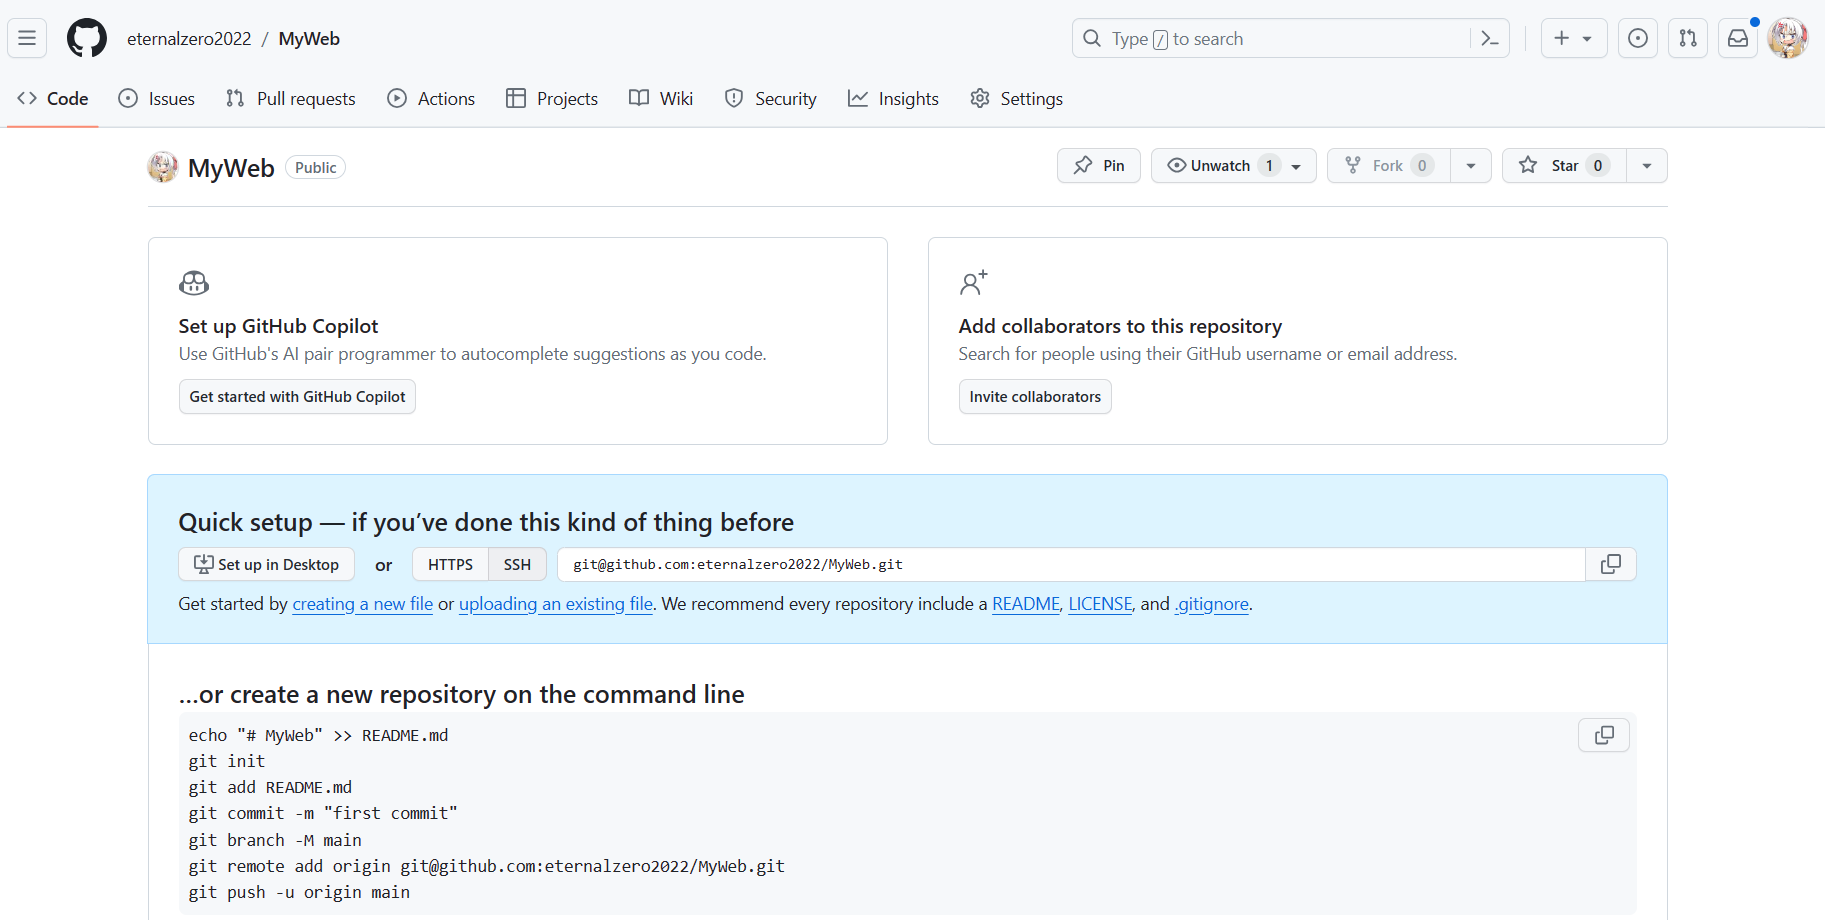 eternalzero2022 / MyWeb
Type / to search
Code
Issues
Pull requests
Actions
Projects
Wiki
Security
Insights
Settings
MyWeb Public
Pin
Unwatch 1
Fork 0
Star 0
Set up GitHub Copilot
Use GitHub's AI pair programmer to autocomplete suggestions as you code.
Get started with GitHub Copilot
Add collaborators to this repository
Search for people using their GitHub username or email address.
Invite collaborators
Quick setup — if you’ve done this kind of thing before
Set up in Desktop or HTTPS SSH git@github.com:eternalzero2022/MyWeb.git
Get started by creating a new file or uploading an existing file. We recommend every repository include a README, LICENSE, and .gitignore.
…or create a new repository on the command line
echo "# MyWeb" >> README.md
git init
git add README.md
git commit -m "first commit"
git branch -M main
git remote add origin git@github.com:eternalzero2022/MyWeb.git
git push -u origin main